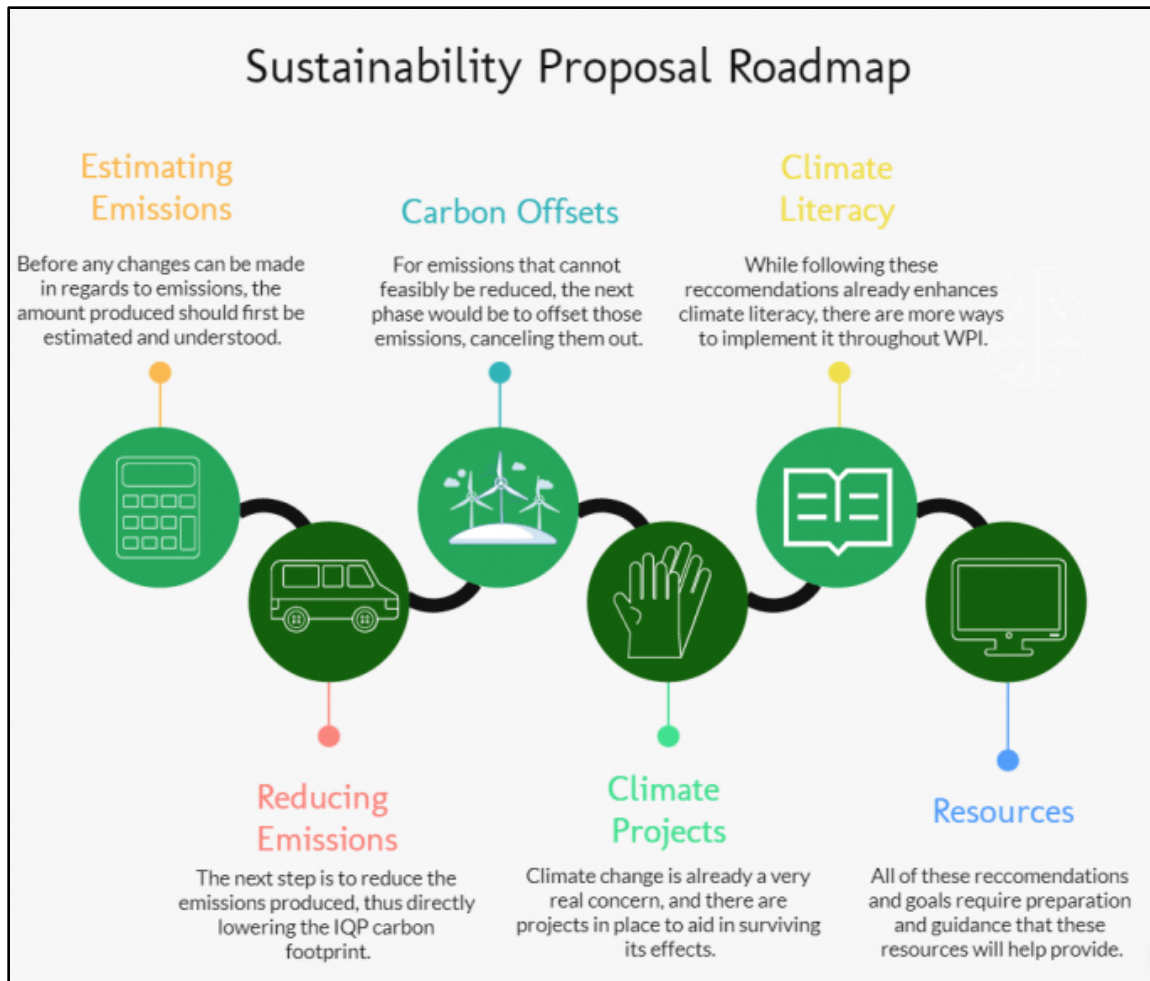 Sustainability Proposal Roadmap
Estimating
Emissions
Before any changes can be made
in regards to emissions, the
amount produced should first be
estimated and understood.
Reducing
Emissions
The next step is to reduce the
emissions produced, thus directly
lowering the IQP carbon
footprint.
Carbon Offsets
For emissions that cannot
feasibly be reduced, the next
phase would be to offset those
emissions, canceling them out.
Climate
Projects
Climate change is already a very
real concern, and there are
projects in place to aid in surviving
its effects.
Climate
Literacy
While following these
reccomendations already enhances
climate literacy, there are more ways
to implement it throughout WPI.
Resources
All of these reccomendations
and goals require preparation
and guidance that these
resources will help provide.